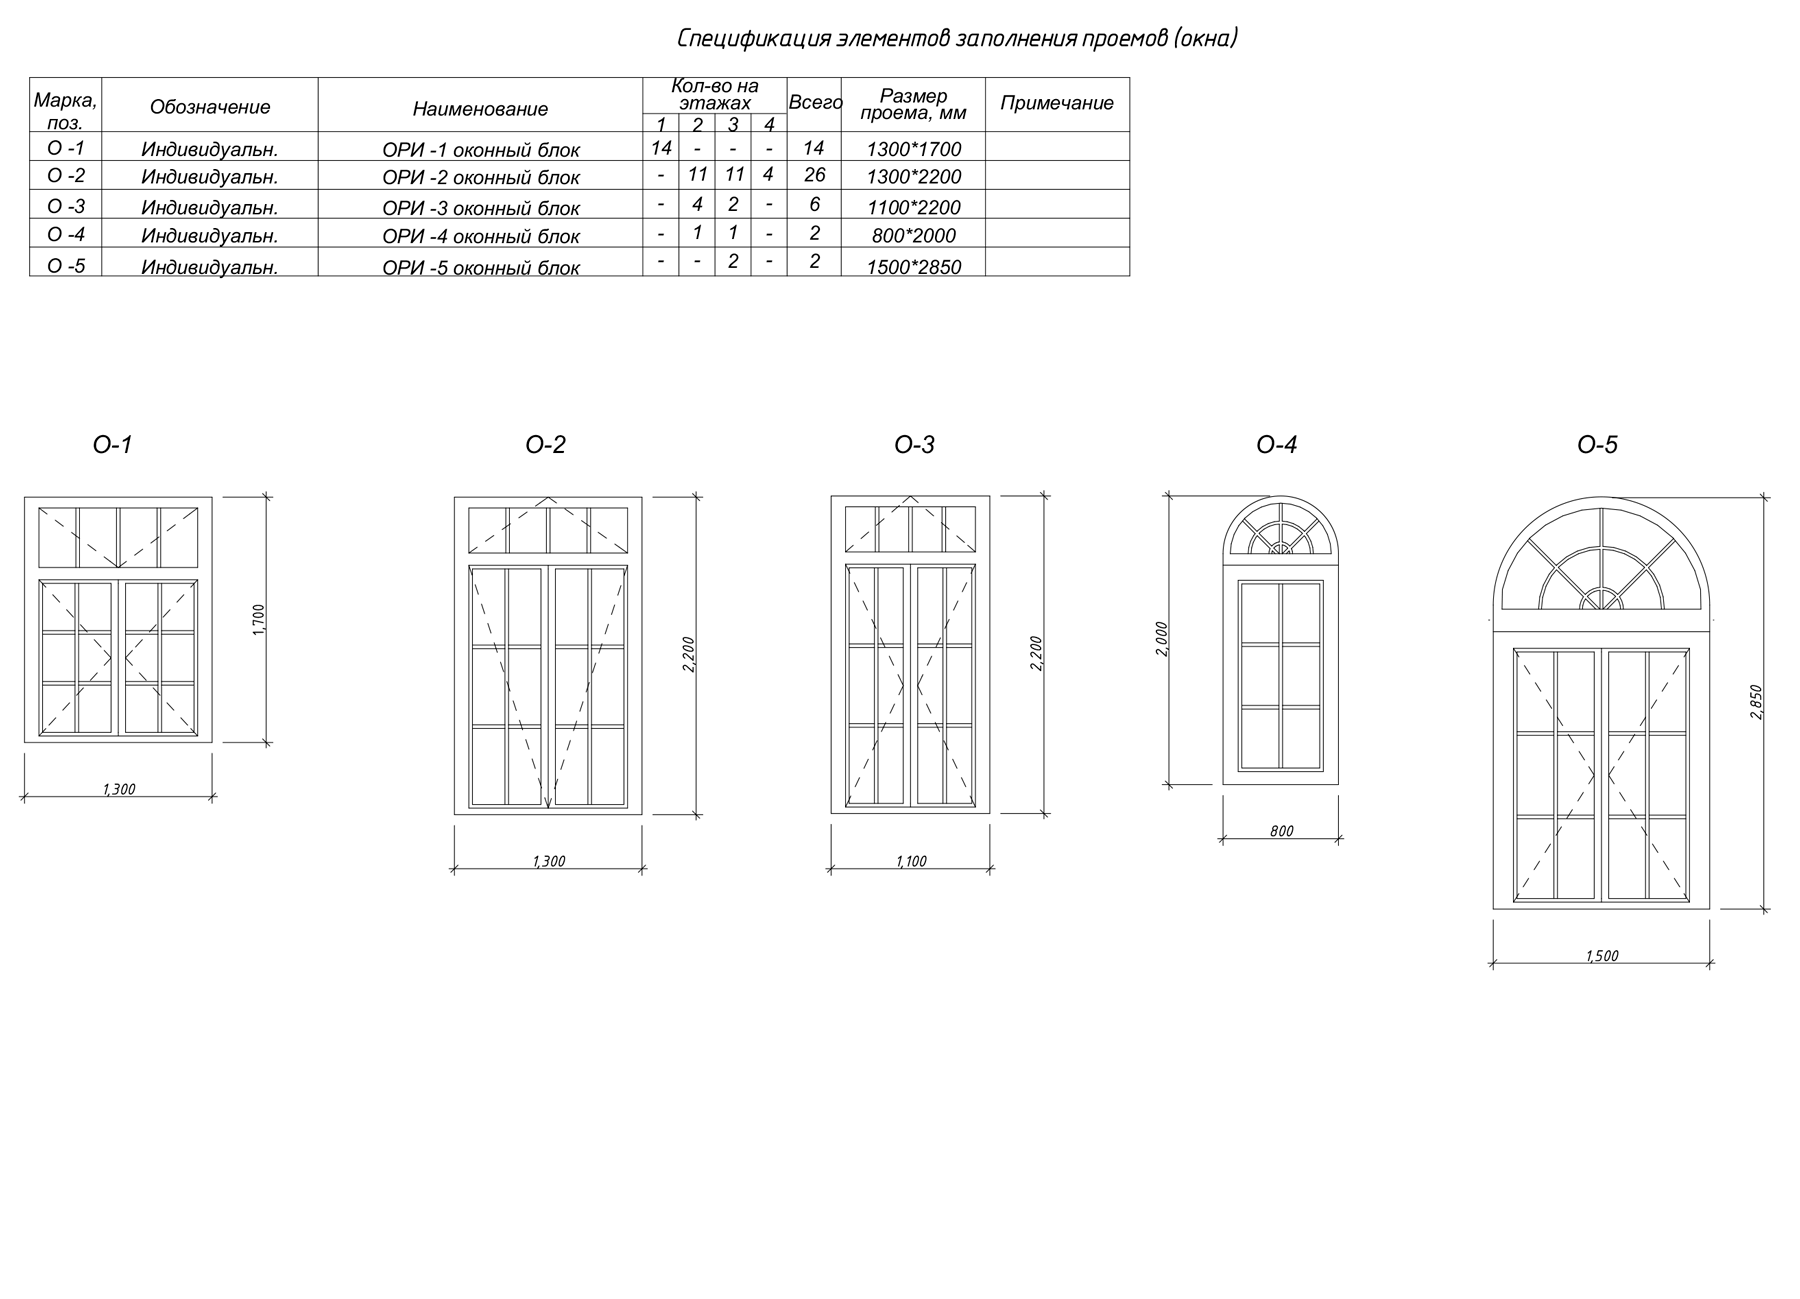 Спецификация элементов заполнения проемов (окна)
Марка, поз. Обозначение Наименование Кол-во на этажах Всего Размер проема, мм Примечание
1 2 3 4
О -1 Индивидуальн. ОРИ -1 оконный блок 14 - - - 14 1300*1700
О -2 Индивидуальн. ОРИ -2 оконный блок - 11 11 4 26 1300*2200
О -3 Индивидуальн. ОРИ -3 оконный блок - 4 2 - 6 1100*2200
О -4 Индивидуальн. ОРИ -4 оконный блок - 1 1 - 2 800*2000
О -5 Индивидуальн. ОРИ -5 оконный блок - - 2 - 2 1500*2850
О-1 О-2 О-3 О-4 О-5
1,700
1,300
2,200
1,300
2,200
1,100
2,000
800
2,850
1,500